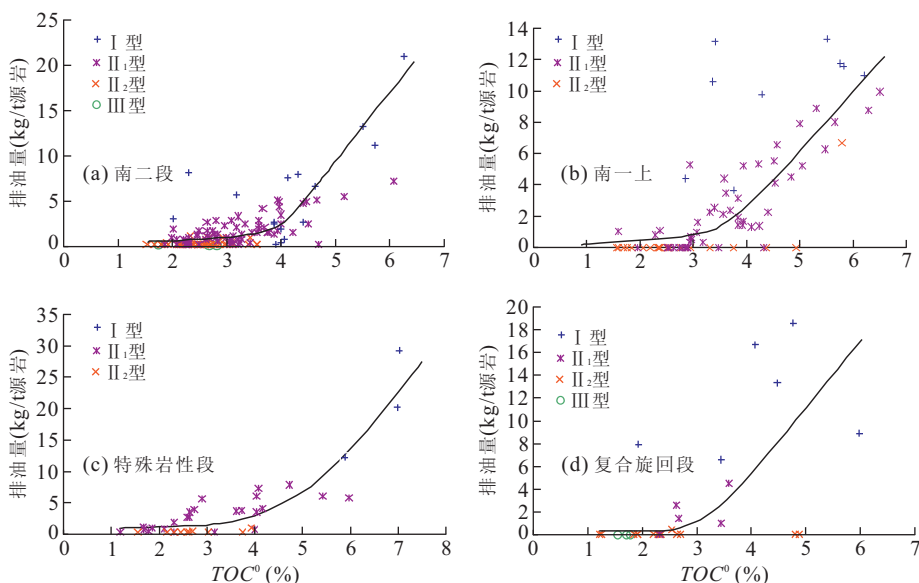 排油量(kg/t源岩)
25
20
15
10
5
0
0 1 2 3 4 5 6 7
Ⅰ 型
Ⅱ₁型
Ⅱ₂型
Ⅲ型
(a) 南二段
排油量(kg/t源岩)
14
12
10
8
6
4
2
0
0 1 2 3 4 5 6 7
Ⅰ 型
Ⅱ₁型
Ⅱ₂型
(b) 南一上
排油量(kg/t源岩)
35
30
25
20
15
10
5
0
0 1 2 3 4 5 6 7 8
Ⅰ 型
Ⅱ₁型
Ⅱ₂型
(c) 特殊岩性段
TOC⁰ (%)
排油量(kg/t源岩)
20
18
16
14
12
10
8
6
4
2
0
0 1 2 3 4 5 6 7
Ⅰ 型
Ⅱ₁型
Ⅱ₂型
Ⅲ型
(d) 复合旋回段
TOC⁰ (%)